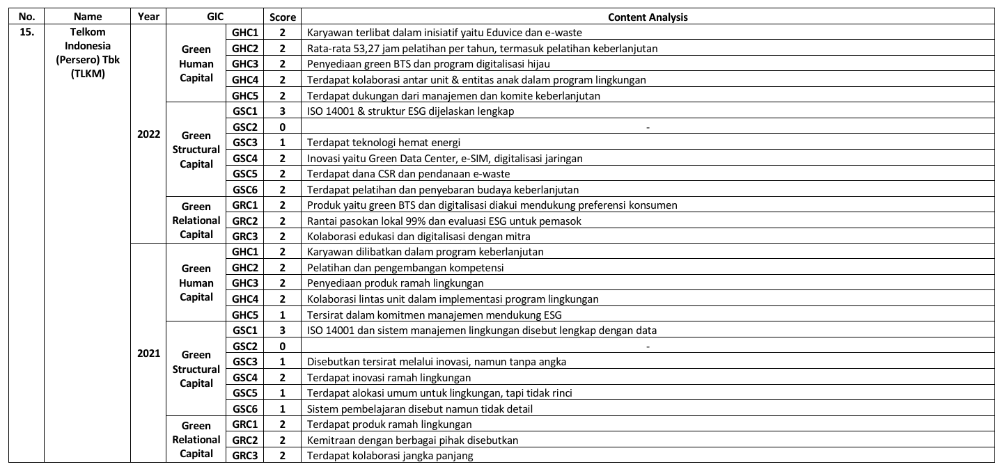 No. Name Year GIC Score Content Analysis
15. Telkom Indonesia (Persero) Tbk (TLKM)
2022
Green Human Capital
GHC1 2 Karyawan terlibat dalam inisiatif yaitu Eduvice dan e-waste
GHC2 2 Rata-rata 53,27 jam pelatihan per tahun, termasuk pelatihan keberlanjutan
GHC3 2 Penyediaan green BTS dan program digitalisasi hijau
GHC4 2 Terdapat kolaborasi antar unit & entitas anak dalam program lingkungan
GHC5 2 Terdapat dukungan dari manajemen dan komite keberlanjutan
Green Structural Capital
GSC1 3 ISO 14001 & struktur ESG dijelaskan lengkap
GSC2 0 -
GSC3 1 Terdapat teknologi hemat energi
GSC4 2 Inovasi yaitu Green Data Center, e-SIM, digitalisasi jaringan
GSC5 2 Terdapat dana CSR dan pendanaan e-waste
GSC6 2 Terdapat pelatihan dan penyebaran budaya keberlanjutan
Green Relational Capital
GRC1 2 Produk yaitu green BTS dan digitalisasi diakui mendukung preferensi konsumen
GRC2 2 Rantai pasokan lokal 99% dan evaluasi ESG untuk pemasok
GRC3 2 Kolaborasi edukasi dan digitalisasi dengan mitra
2021
Green Human Capital
GHC1 2 Karyawan dilibatkan dalam program keberlanjutan
GHC2 2 Pelatihan dan pengembangan kompetensi
GHC3 2 Penyediaan produk ramah lingkungan
GHC4 2 Kolaborasi lintas unit dalam implementasi program lingkungan
GHC5 1 Tersirat dalam komitmen manajemen mendukung ESG
Green Structural Capital
GSC1 3 ISO 14001 dan sistem manajemen lingkungan disebut lengkap dengan data
GSC2 0 -
GSC3 1 Disebutkan tersirat melalui inovasi, namun tanpa angka
GSC4 2 Terdapat inovasi ramah lingkungan
GSC5 1 Terdapat alokasi umum untuk lingkungan, tapi tidak rinci
GSC6 1 Sistem pembelajaran disebut namun tidak detail
Green Relational Capital
GRC1 2 Terdapat produk ramah lingkungan
GRC2 2 Kemitraan dengan berbagai pihak disebutkan
GRC3 2 Terdapat kolaborasi jangka panjang